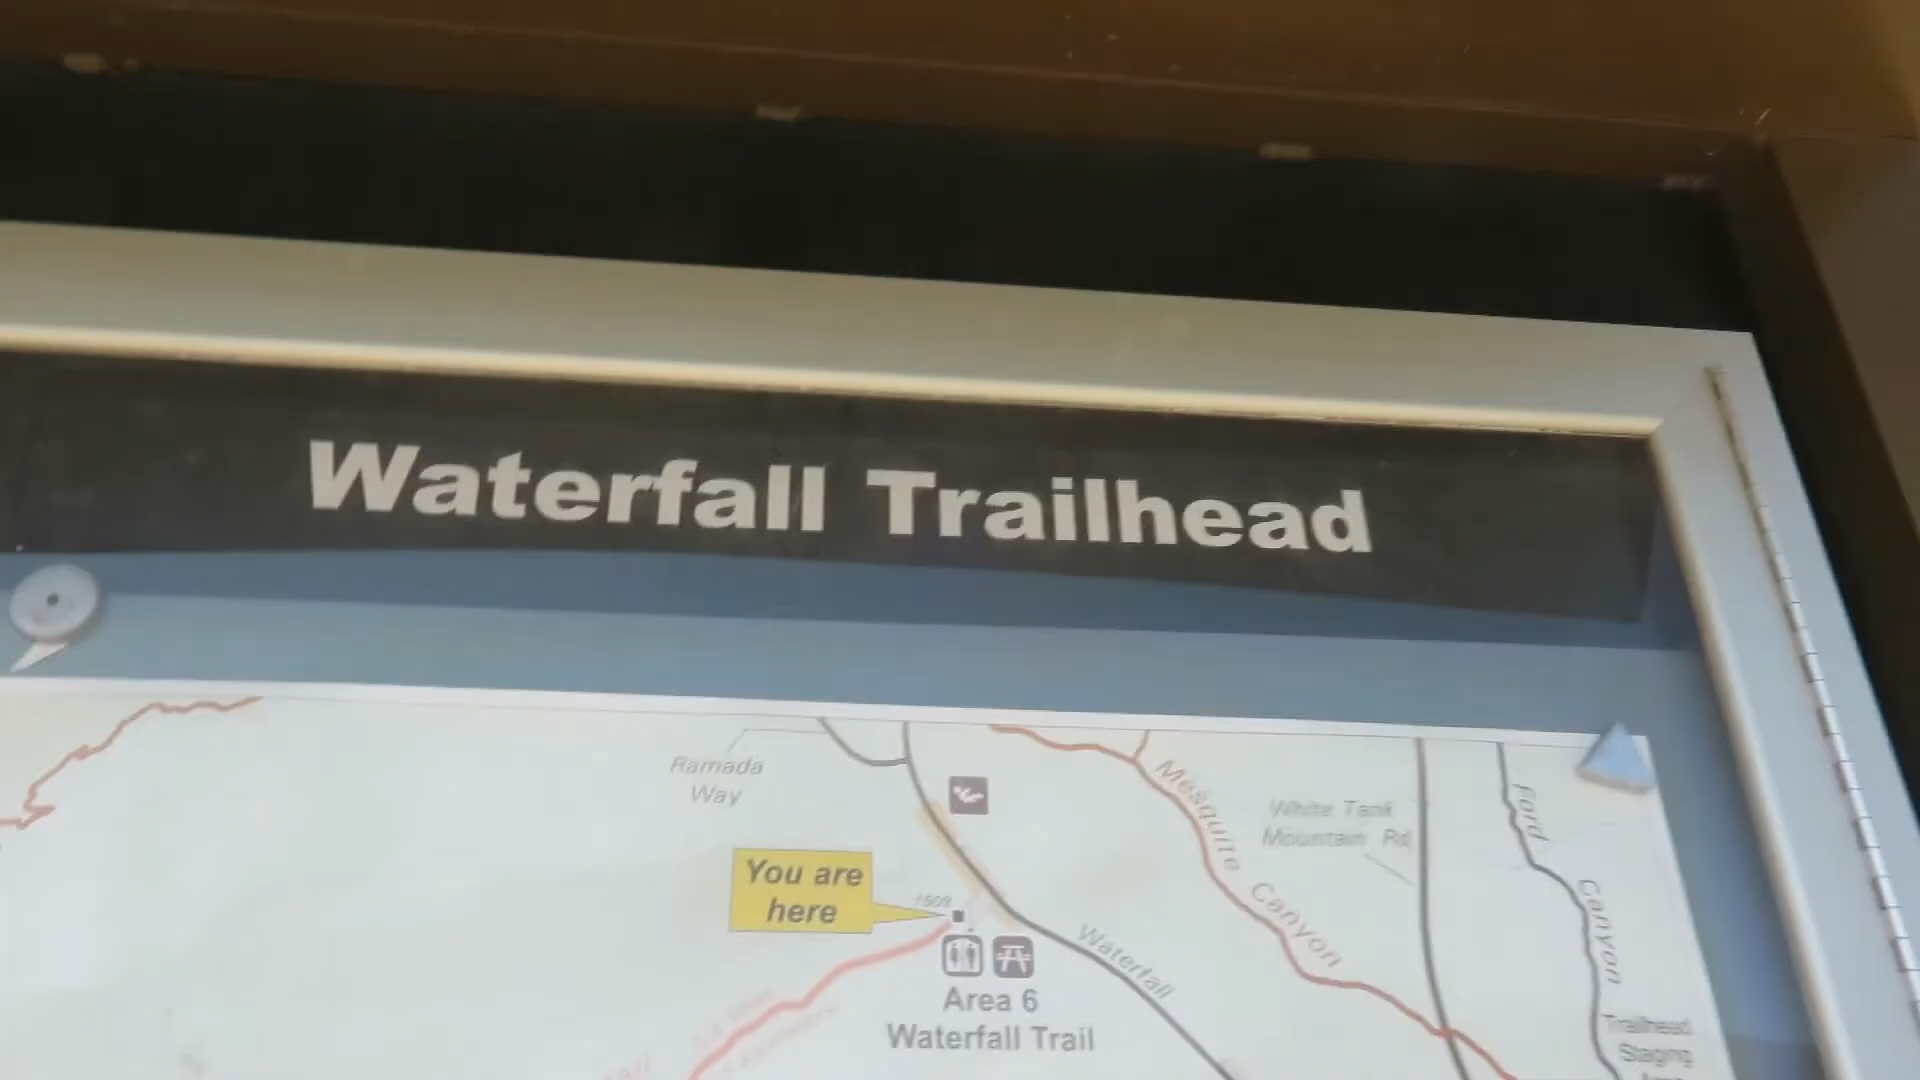 Waterfall Trailhead
Ramada
Way
You are
here
1509
Area 6
Waterfall Trail
Waterfall
Mesquite Canyon
White Tank
Mountain Rd
Ford Canyon
Trailhead
Staging